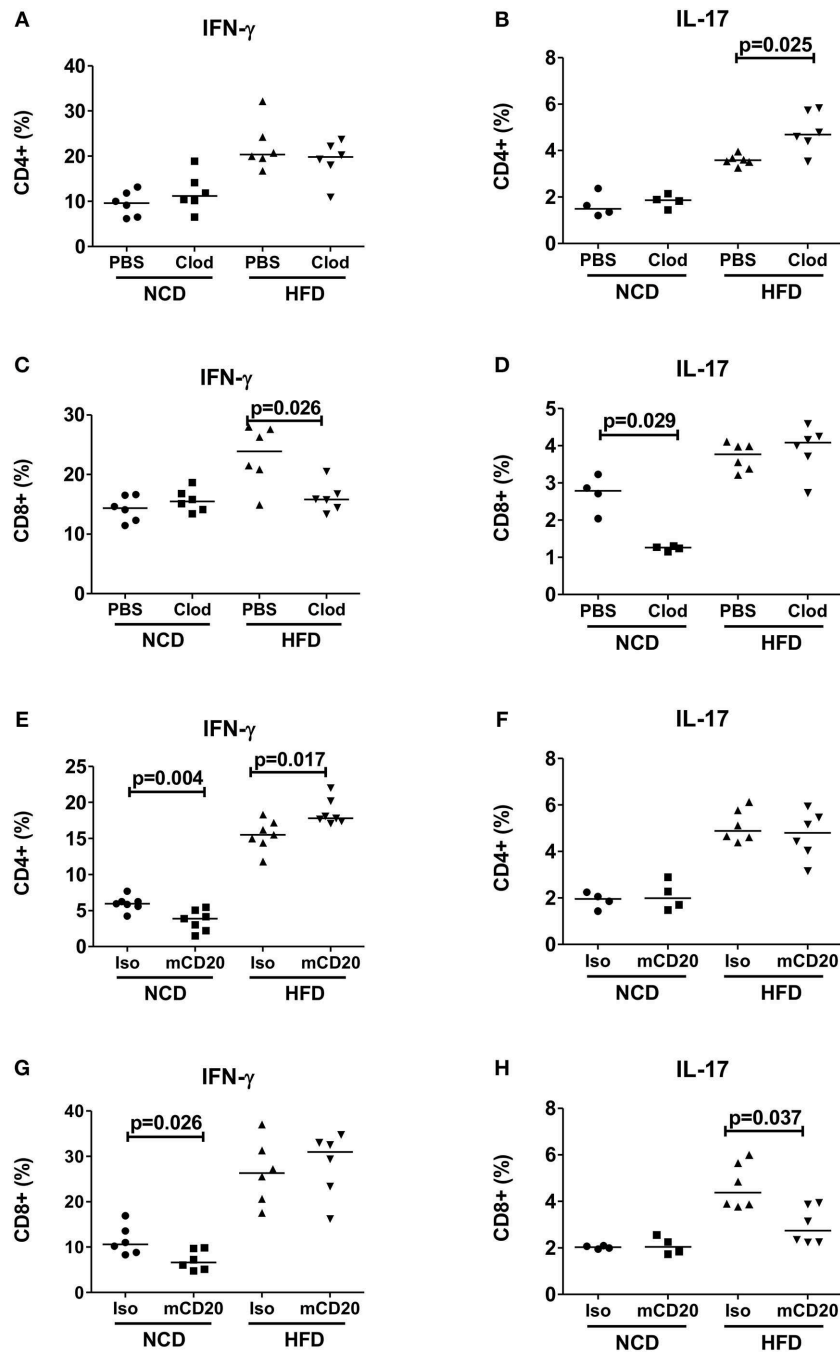 A
IFN-γ
CD4+ (%)
40
30
20
10
0
PBS Clod PBS Clod
NCD HFD
B
IL-17
p=0.025
CD4+ (%)
8
6
4
2
0
PBS Clod PBS Clod
NCD HFD
C
IFN-γ
p=0.026
CD8+ (%)
30
20
10
0
PBS Clod PBS Clod
NCD HFD
D
IL-17
p=0.029
CD8+ (%)
5
4
3
2
1
0
PBS Clod PBS Clod
NCD HFD
E
IFN-γ
p=0.004 p=0.017
CD4+ (%)
25
20
15
10
5
0
Iso mCD20 Iso mCD20
NCD HFD
F
IL-17
CD4+ (%)
8
6
4
2
0
Iso mCD20 Iso mCD20
NCD HFD
G
IFN-γ
p=0.026
CD8+ (%)
40
30
20
10
0
Iso mCD20 Iso mCD20
NCD HFD
H
IL-17
p=0.037
CD8+ (%)
8
6
4
2
0
Iso mCD20 Iso mCD20
NCD HFD